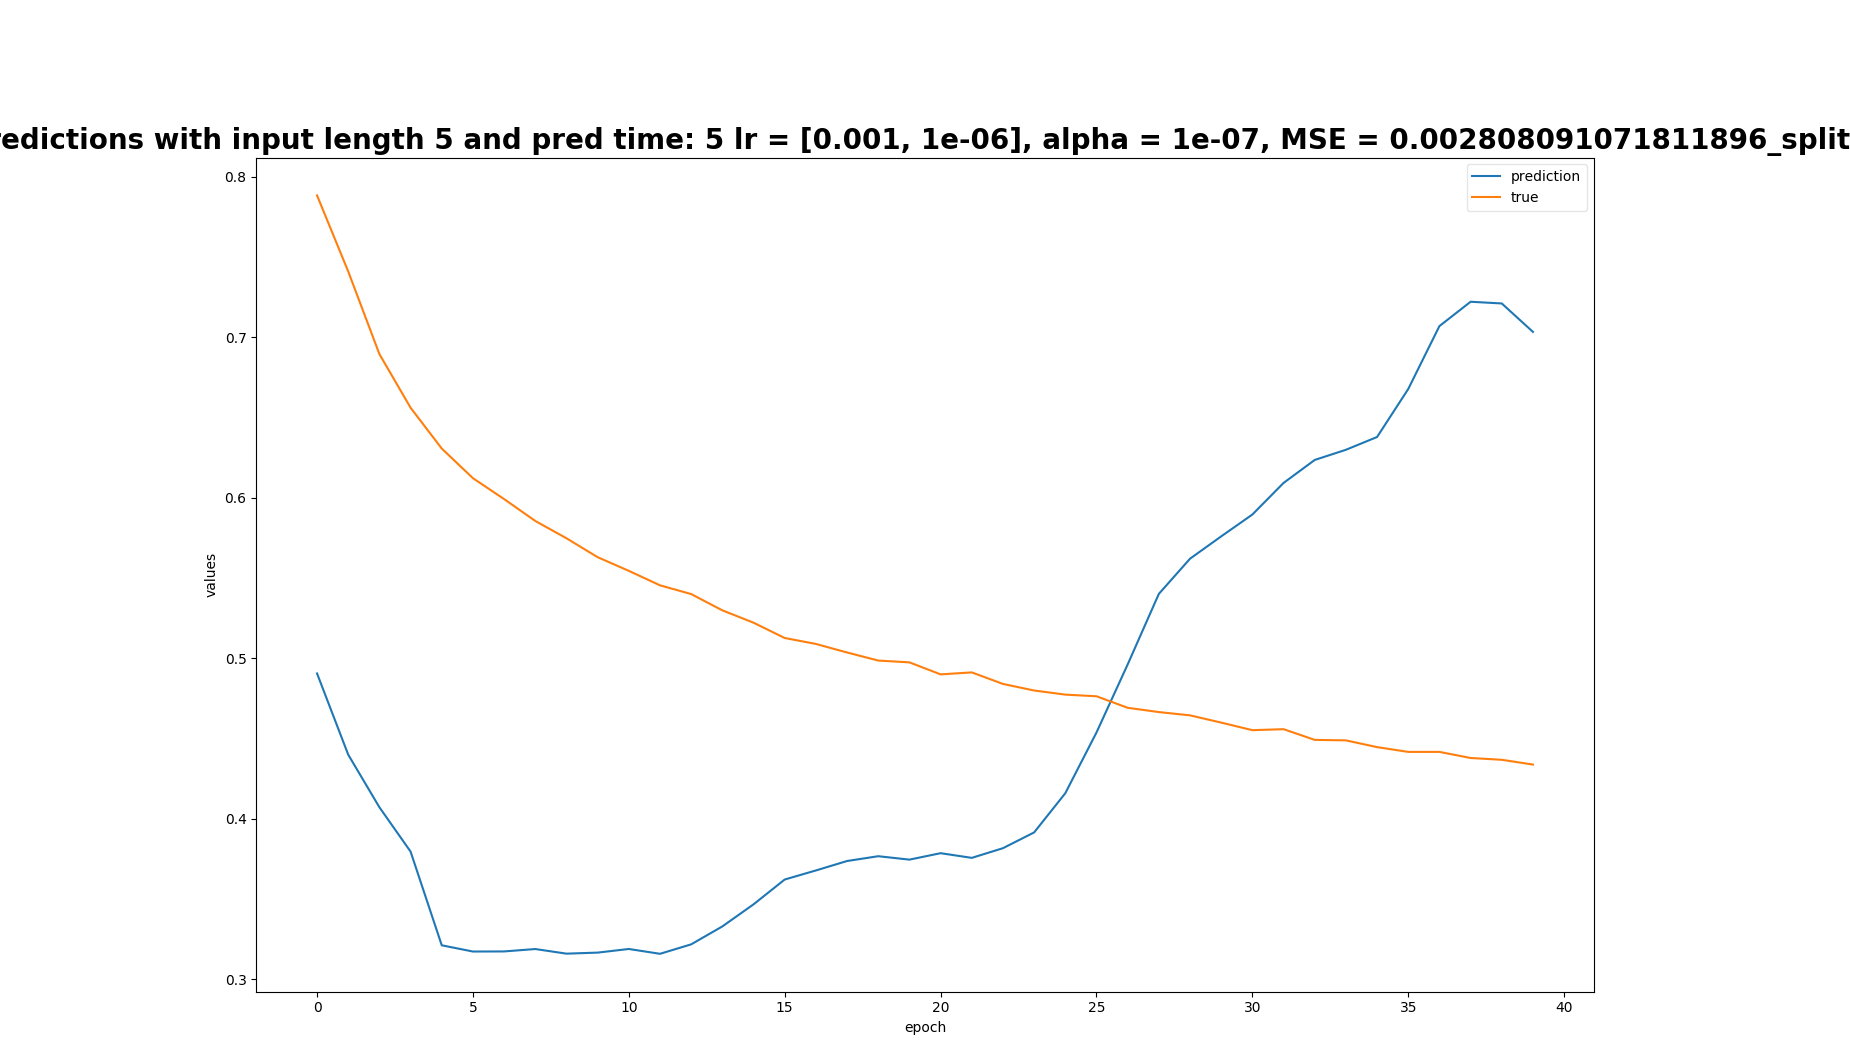 redictions with input length 5 and pred time: 5 lr = [0.001, 1e-06], alpha = 1e-07, MSE = 0.002808091071811896_split
prediction
true
0.8
0.7
0.6
0.5
0.4
0.3
values
0 5 10 15 20 25 30 35 40
epoch